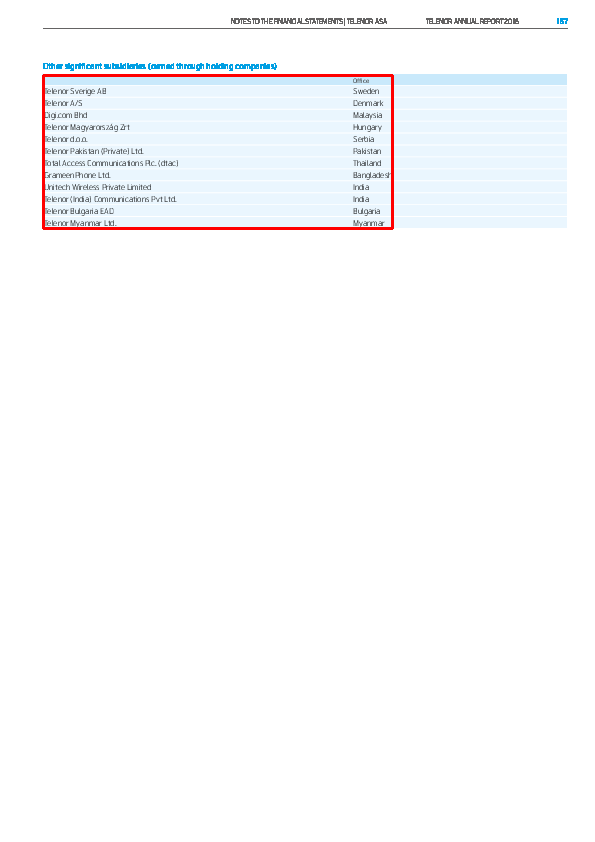 NOTES TO THE FINANCIAL STATEMENTS | TELENOR ASA TELENOR ANNUAL REPORT 2016 167
Other significant subsidiaries (owned through holding companies)
Office
Telenor Sverige AB Sweden
Telenor A/S Denmark
Digi.com Bhd Malaysia
Telenor Magyarország Zrt Hungary
Telenor d.o.o. Serbia
Telenor Pakistan (Private) Ltd. Pakistan
Total Access Communications Plc. (dtac) Thailand
GrameenPhone Ltd. Bangladesh
Unitech Wireless Private Limited India
Telenor (India) Communications Pvt Ltd. India
Telenor Bulgaria EAD Bulgaria
Telenor Myanmar Ltd. Myanmar